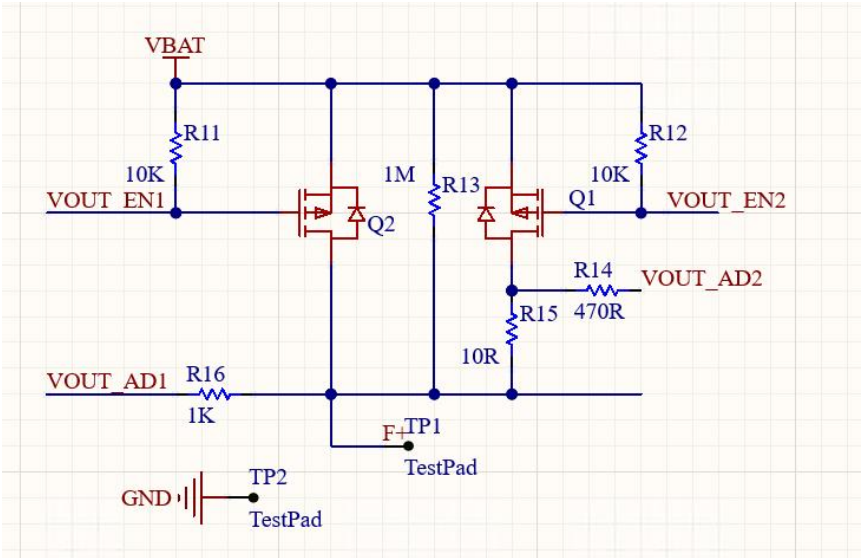 VBAT
R11
10K
VOUT_EN1
Q2
1M
R13
Q1
R12
10K
VOUT_EN2
R14
470R
VOUT_AD2
R15
10R
VOUT_AD1
R16
1K
F+
TP1
TestPad
GND
TP2
TestPad